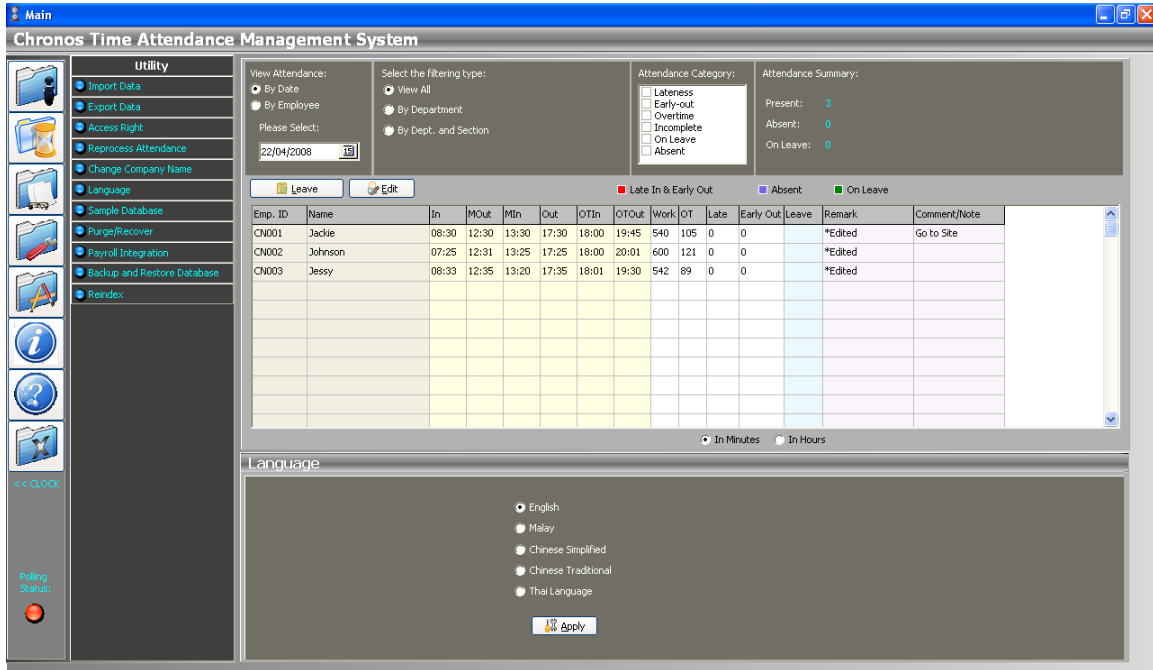 Main
Chronos Time Attendance Management System
Utility
Import Data
Export Data
Access Right
Reprocess Attendance
Change Company Name
Language
Sample Database
Purge/Recover
Payroll Integration
Backup and Restore Database
Reindex
<< CLOCK
Polling
Status:
View Attendance:
By Date
By Employee
Please Select:
22/04/2008 15
Select the filtering type:
View All
By Department
By Dept. and Section
Attendance Category:
Lateness
Early-out
Overtime
Incomplete
On Leave
Absent
Attendance Summary:
Present: 3
Absent: 0
On Leave: 0
Leave Edit Late In & Early Out Absent On Leave
Emp. ID Name In MOut MIn Out OTIn OTOut Work OT Late Early Out Leave Remark Comment/Note
CN001 Jackie 08:30 12:30 13:30 17:30 18:00 19:45 540 105 0 0 *Edited Go to Site
CN002 Johnson 07:25 12:31 13:25 17:25 18:00 20:01 600 121 0 0 *Edited
CN003 Jessy 08:33 12:35 13:20 17:35 18:01 19:30 542 89 0 0 *Edited
In Minutes In Hours
Language
English
Malay
Chinese Simplified
Chinese Traditional
Thai Language
Apply